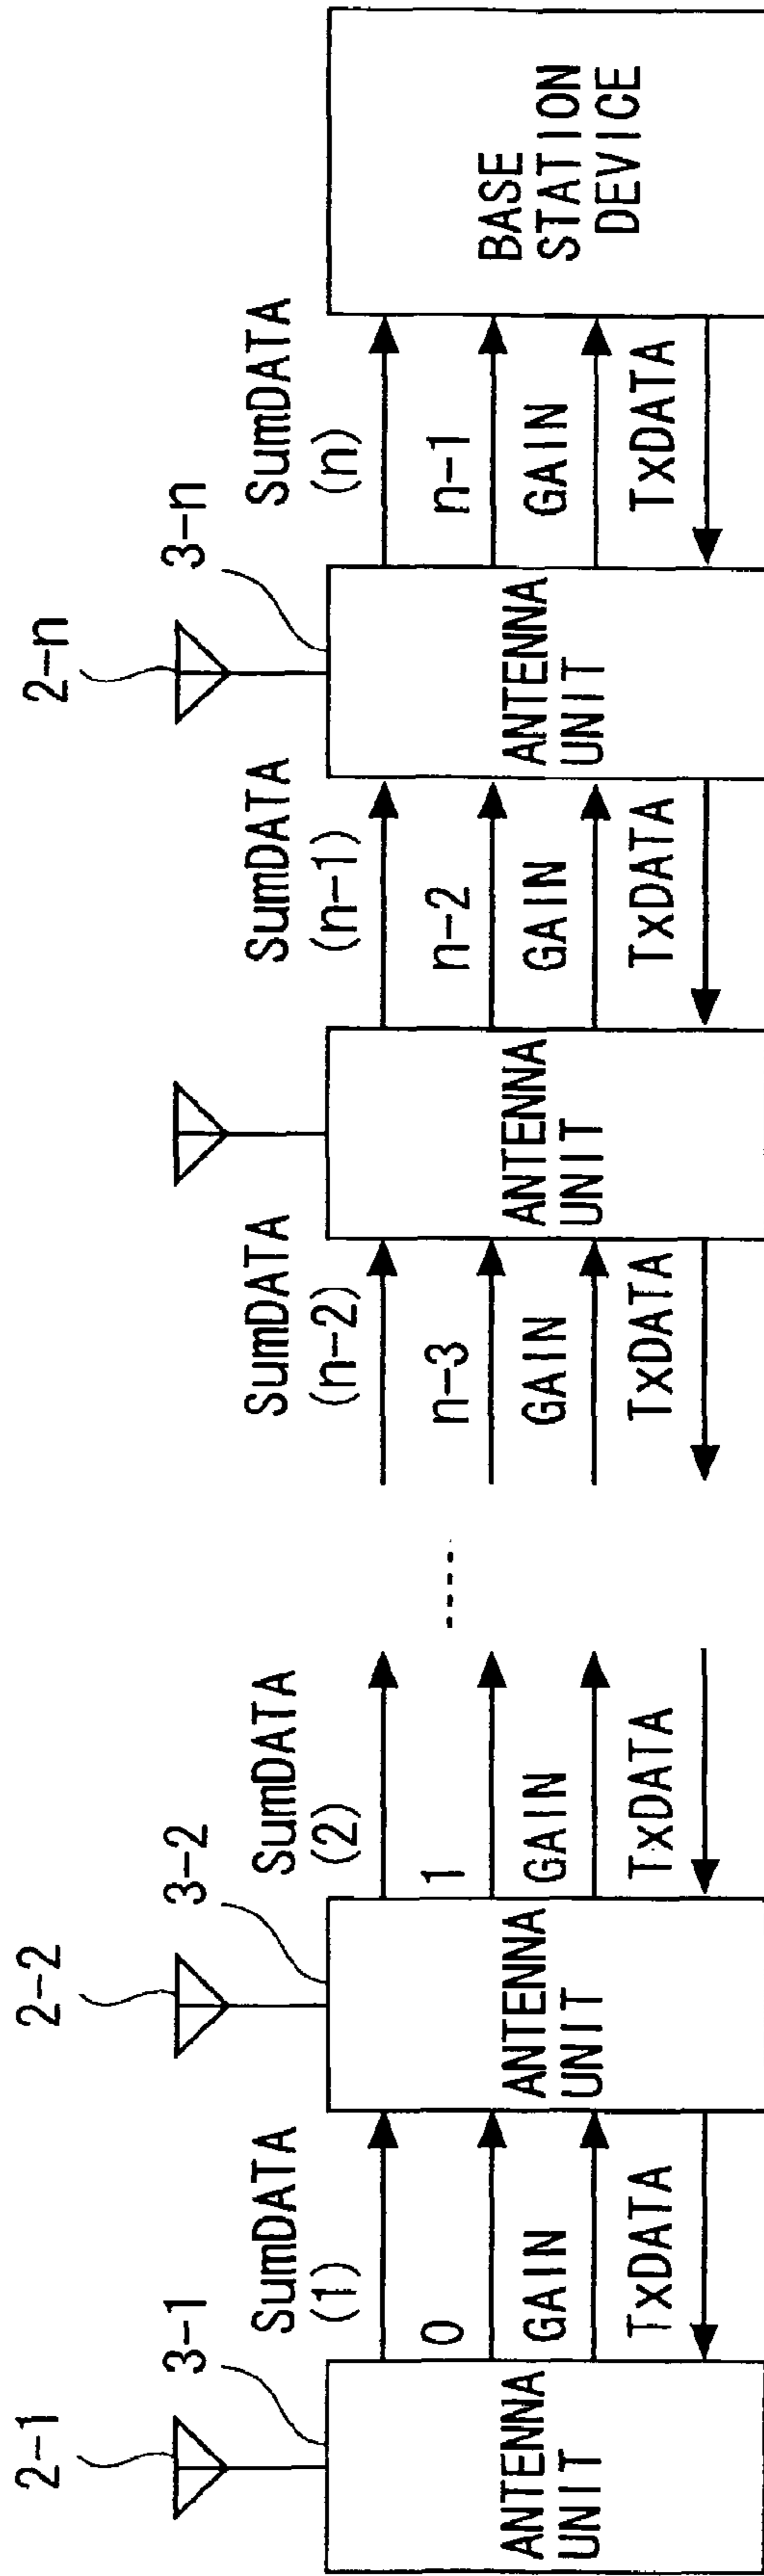 2-1
2-2
2-n
3-1
3-2
3-n
SumDATA
(1)
SumDATA
(2)
SumDATA
(n-2)
SumDATA
(n-1)
SumDATA
(n)
0
1
n-3
n-2
n-1
GAIN
GAIN
GAIN
GAIN
GAIN
TxDATA
TxDATA
TxDATA
TxDATA
TxDATA
ANTENNA
UNIT
ANTENNA
UNIT
ANTENNA
UNIT
ANTENNA
UNIT
BASE
STATION
DEVICE